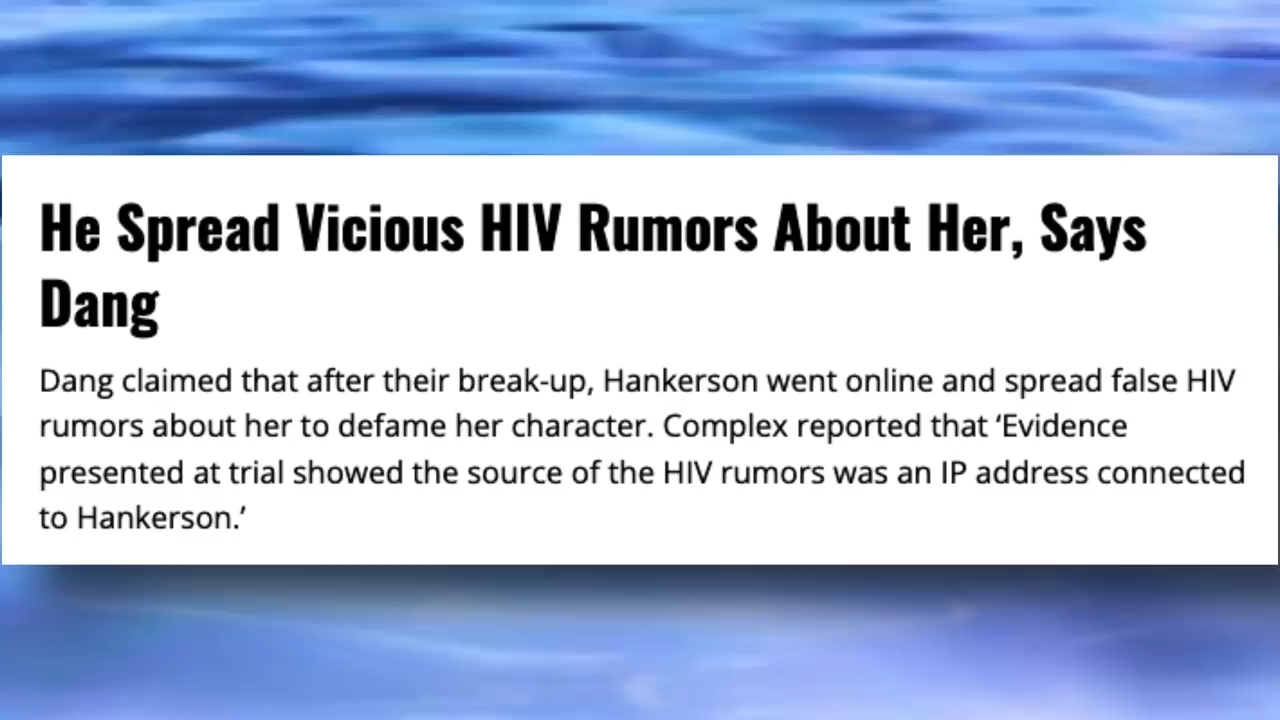 He Spread Vicious HIV Rumors About Her, Says
Dang
Dang claimed that after their break-up, Hankerson went online and spread false HIV
rumors about her to defame her character. Complex reported that ‘Evidence
presented at trial showed the source of the HIV rumors was an IP address connected
to Hankerson.’